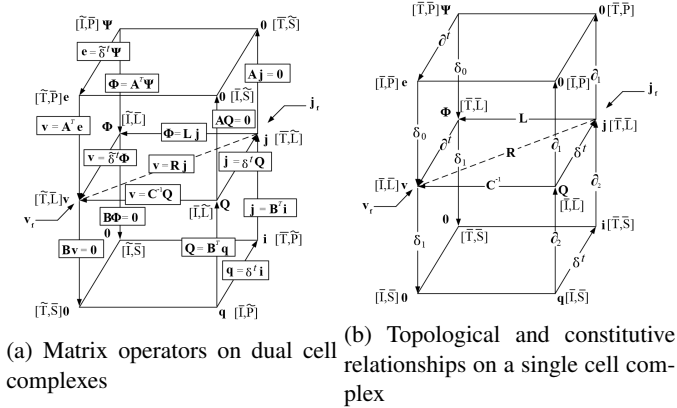 [Ĩ,P̄] Ψ
0 [T̄,S̃]
e = δ̃ᵗΨ
Φ = AᵀΨ
Aj = 0
[T̃,P̄] e
0 [Ī,S̃]
v = Aᵀe
Φ [Ĩ,L̄]
AQ = 0
j_r
Φ = L j
j [T̄,L̃]
v = δ̃ᵗΦ
v = R j
j = δᵗQ
[T̃,L̄] v
v = C⁻¹Q
[Ī,L̃] Q
v_r
BΦ = 0
j = Bᵀi
0 [Ĩ,S̄]
Bv = 0
Q = Bᵀq
i [T̄,P̃]
q = δᵗi
[T̃,S̄] 0
q [Ī,P̃]
(a) Matrix operators on dual cell complexes
[T̄,P̄] Ψ
0 [T̄,P̄]
∂ᵗ
δ₀
∂₁
[Ī,P̄] e
0 [Ī,P̄]
j_r
Φ [T̄,L̄]
L
j [T̄,L̄]
δ₀
∂ᵗ
δ₁
R
∂₁
δᵗ
[Ī,L̄] v
C⁻¹
Q [Ī,L̄]
∂₂
v_r
0 [T̄,S̄]
i [T̄,S̄]
δ₁
∂₂
δᵗ
[Ī,S̄] 0
q [Ī,S̄]
(b) Topological and constitutive
relationships on a single cell com-
plex